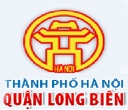 HÀ NỘI
THÀNH PHỐ HÀ NỘI
QUẬN LONG BIÊN